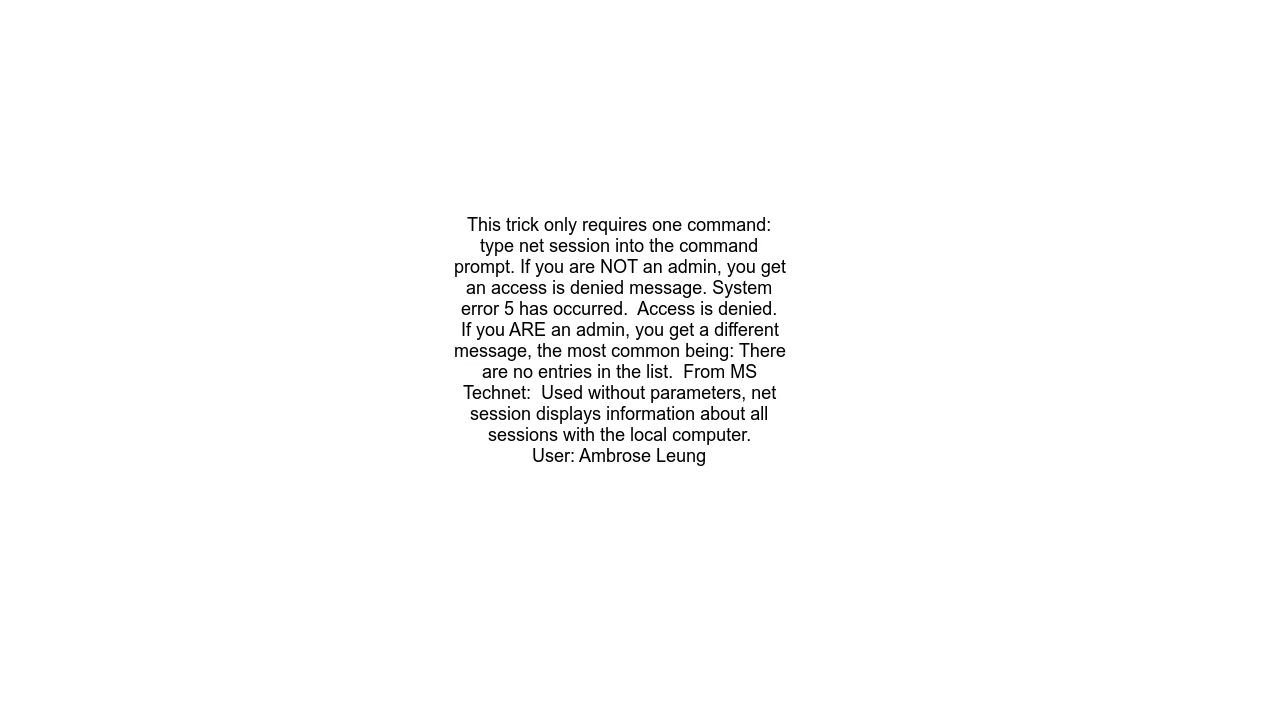 This trick only requires one command:
type net session into the command
prompt. If you are NOT an admin, you get
an access is denied message. System
error 5 has occurred.  Access is denied.
If you ARE an admin, you get a different
message, the most common being: There
are no entries in the list.  From MS
Technet:  Used without parameters, net
session displays information about all
sessions with the local computer.
User: Ambrose Leung